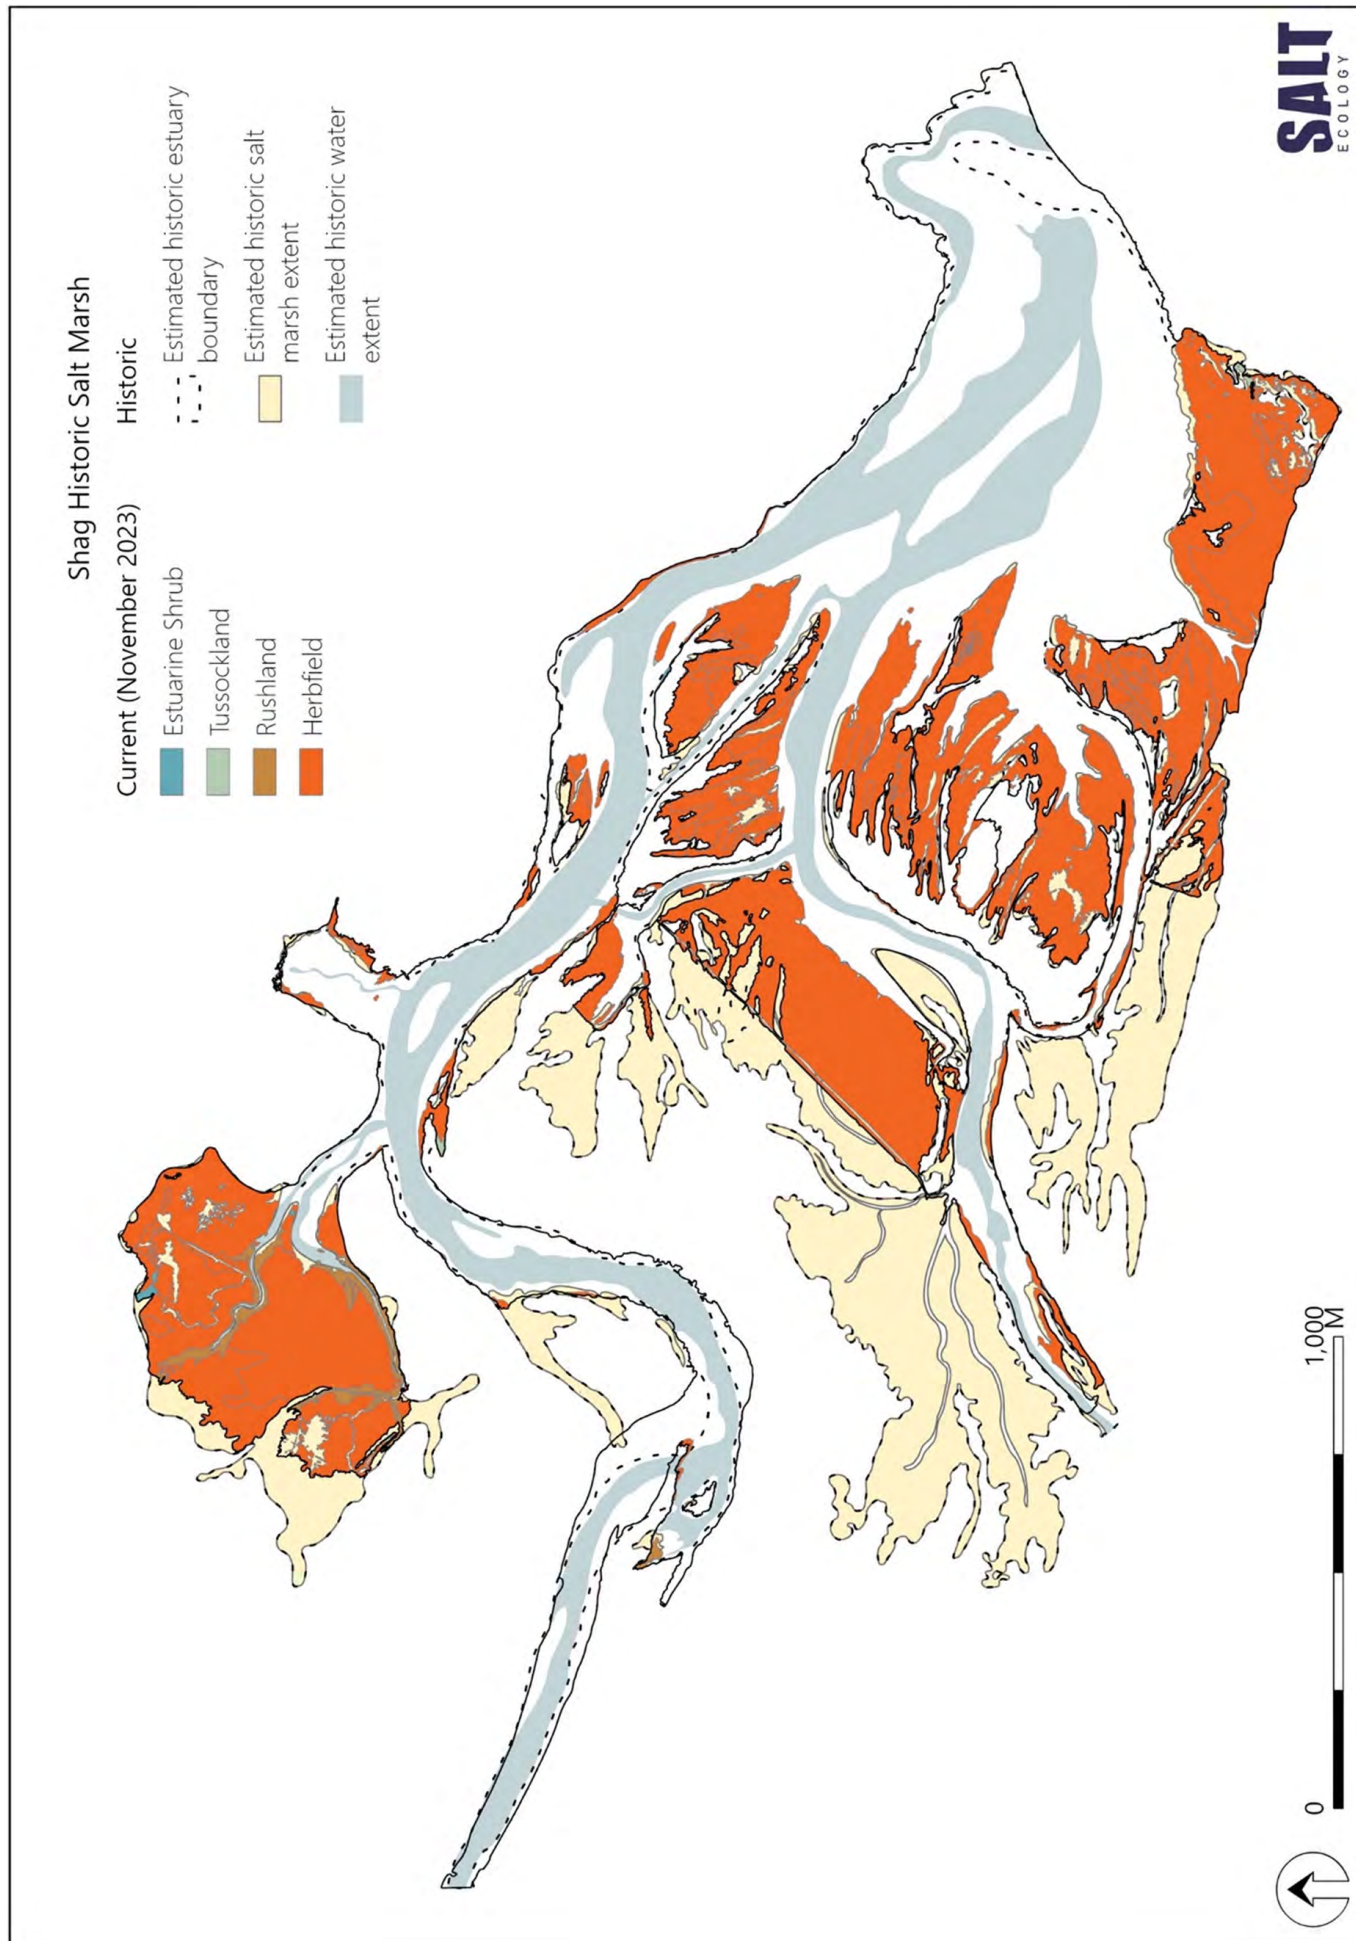 Shag Historic Salt Marsh
Current (November 2023)
Estuarine Shrub
Tussockland
Rushland
Herbfield
Historic
Estimated historic estuary
boundary
Estimated historic salt
marsh extent
Estimated historic water
extent
0
1,000
M
SALT
ECOLOGY